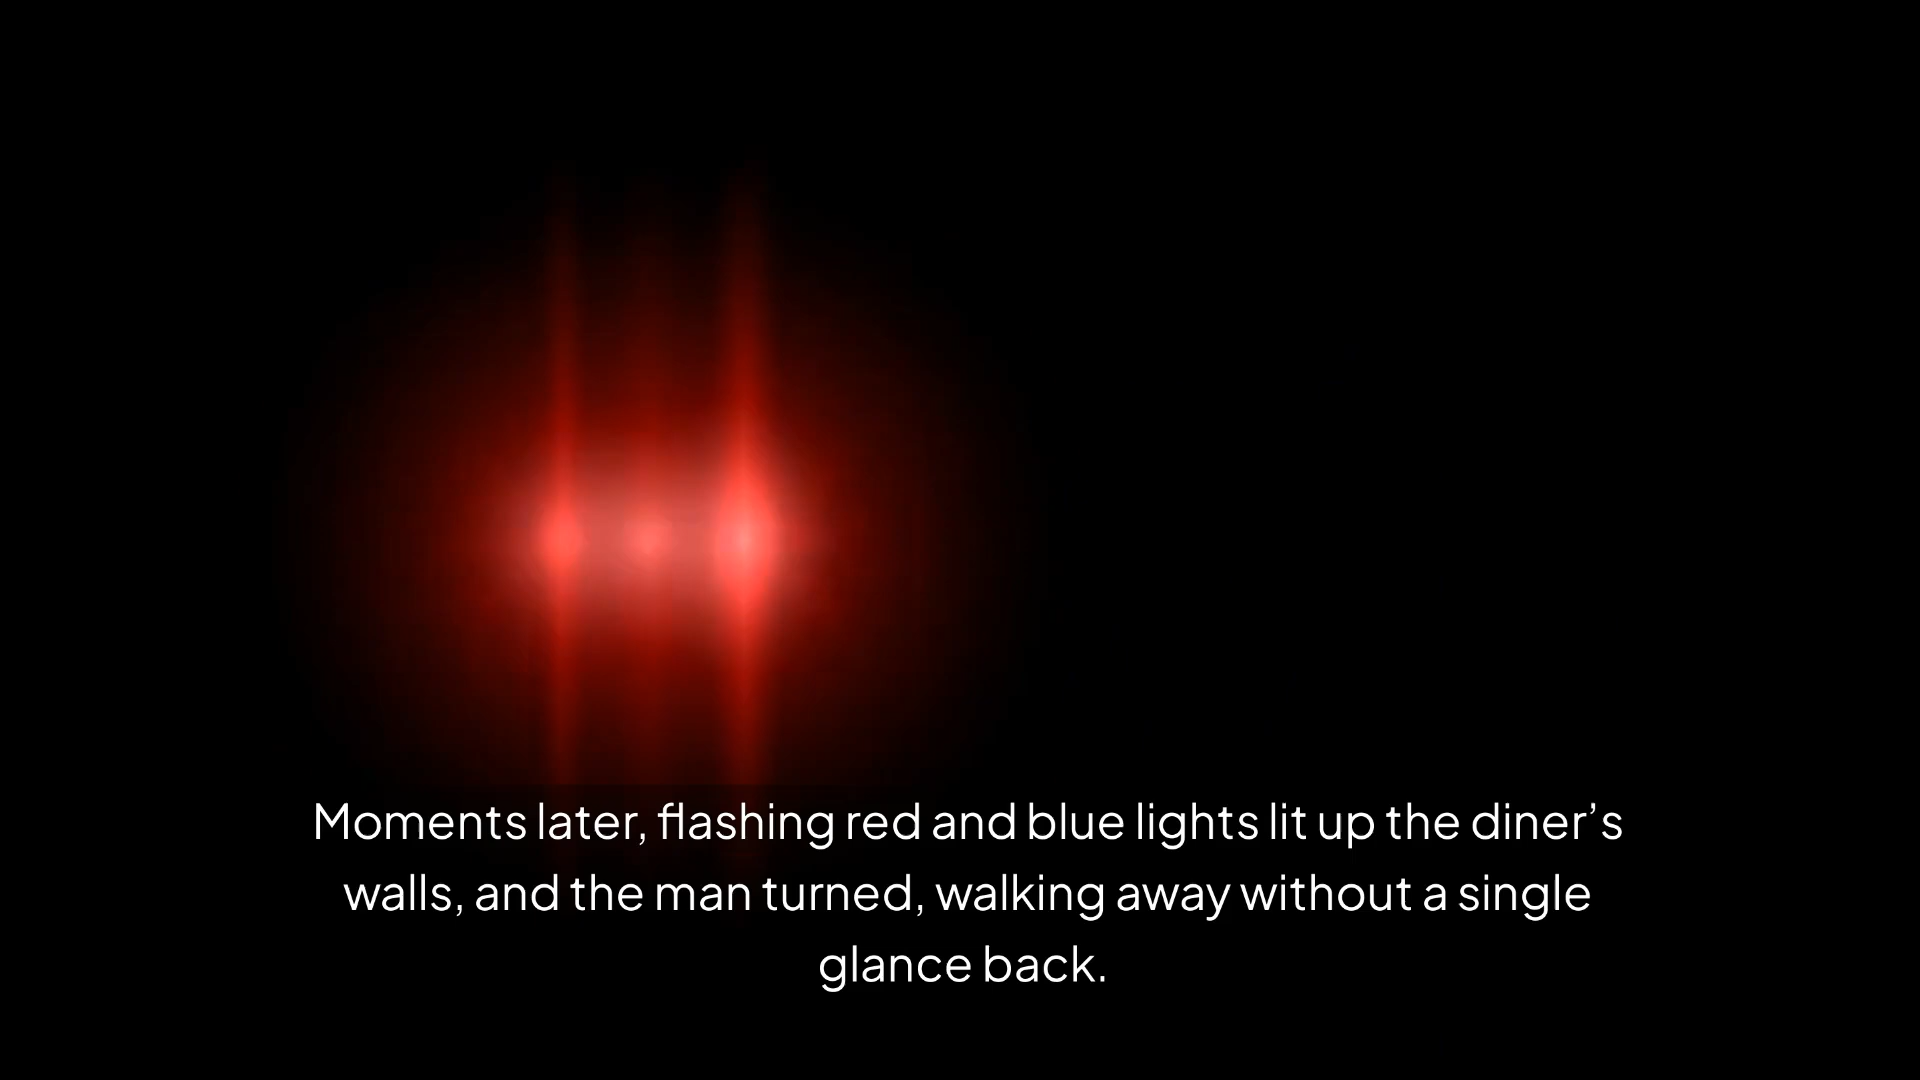 Moments later, flashing red and blue lights lit up the diner’s
walls, and the man turned, walking away without a single
glance back.